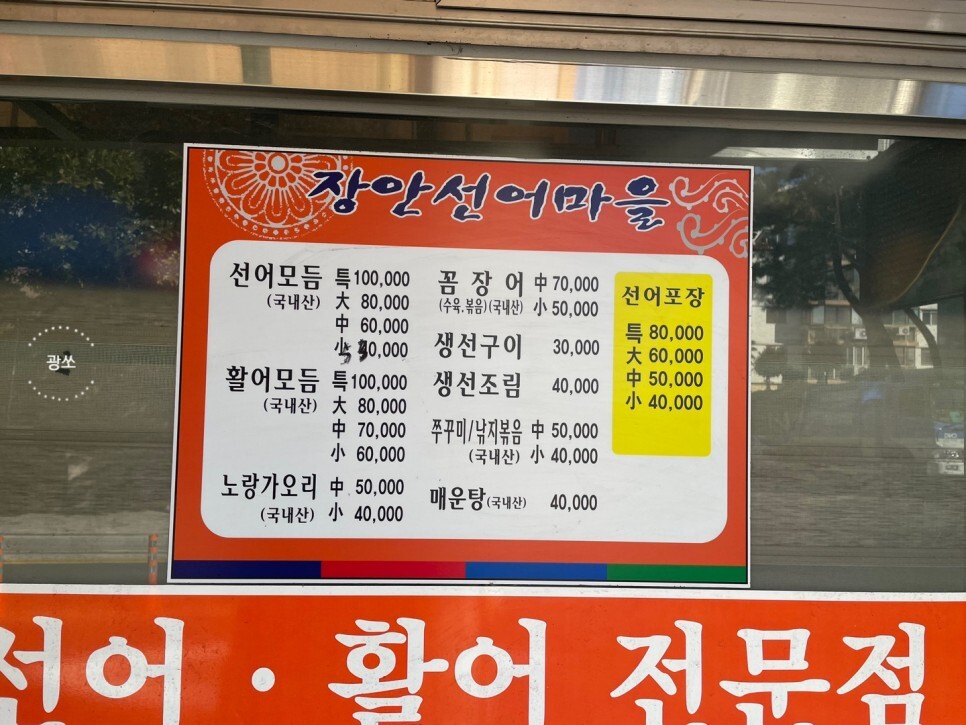 장안선어마을
선어모듬 특 100,000
(국내산) 大 80,000
中 60,000
小
활어모듬 특 100,000
(국내산) 大 80,000
中 70,000
小 60,000
노랑가오리 中 50,000
(국내산) 小 40,000
꼼장어 中 70,000
(수육,볶음)(국내산) 小 50,000
생선구이 30,000
생선조림 40,000
쭈꾸미/낚지볶음 中 50,000
(국내산) 小 40,000
매운탕(국내산) 40,000
선어포장
특 80,000
大 60,000
中 50,000
小 40,000
광쏘
선어·활어 전문점